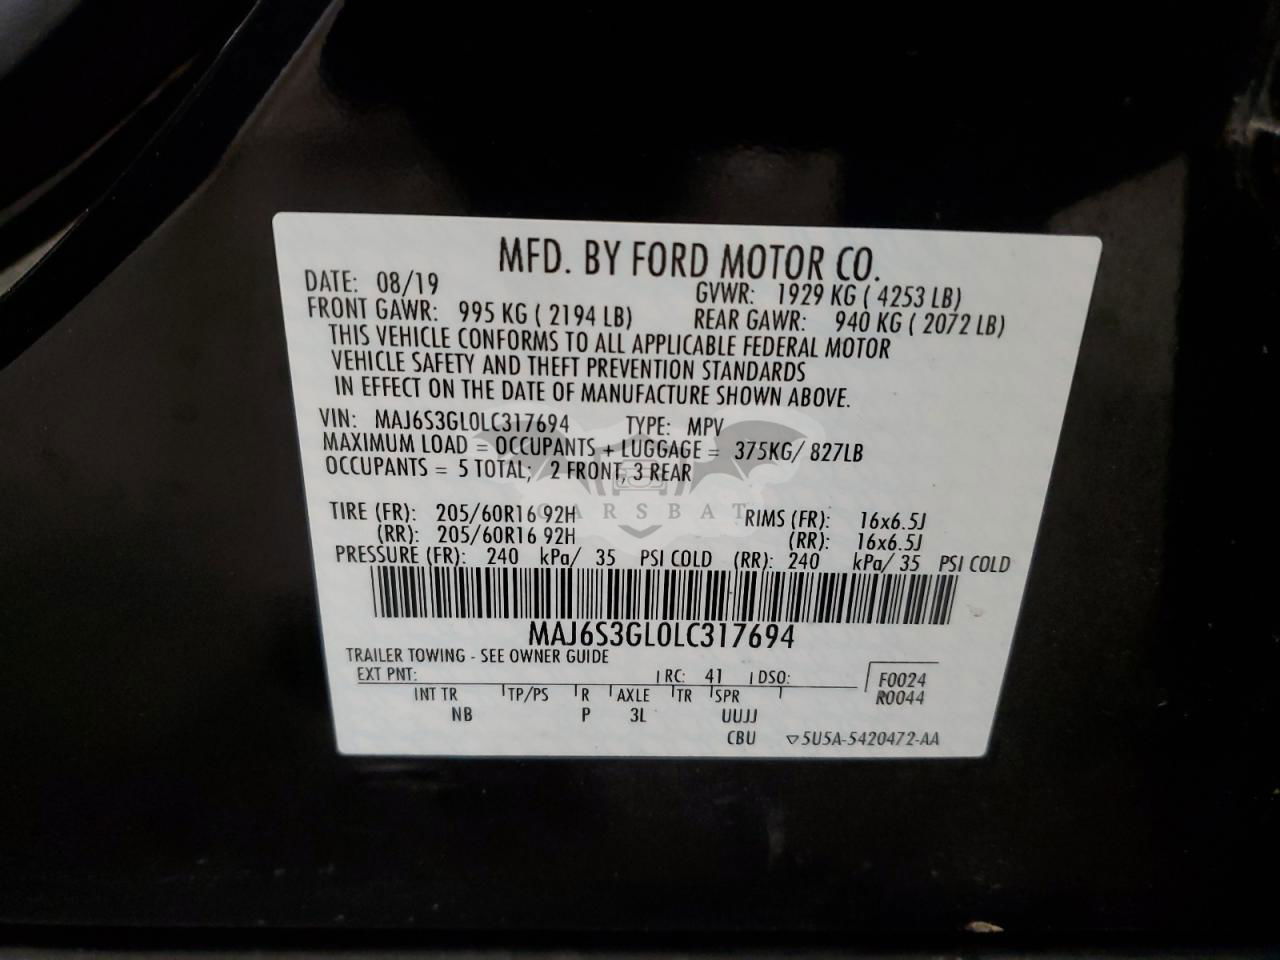 MFD. BY FORD MOTOR CO.
DATE: 08/19 GVWR: 1929 KG ( 4253 LB)
FRONT GAWR: 995 KG ( 2194 LB) REAR GAWR: 940 KG ( 2072 LB)
THIS VEHICLE CONFORMS TO ALL APPLICABLE FEDERAL MOTOR
VEHICLE SAFETY AND THEFT PREVENTION STANDARDS
IN EFFECT ON THE DATE OF MANUFACTURE SHOWN ABOVE.
VIN: MAJ6S3GL0LC317694 TYPE: MPV
MAXIMUM LOAD = OCCUPANTS + LUGGAGE = 375KG/ 827LB
OCCUPANTS = 5 TOTAL; 2 FRONT, 3 REAR
CARSBAT
TIRE (FR): 205/60R16 92H RIMS (FR): 16x6.5J
(RR): 205/60R16 92H (RR): 16x6.5J
PRESSURE (FR): 240 kPa/ 35 PSI COLD (RR): 240 kPa/ 35 PSI COLD
MAJ6S3GL0LC317694
TRAILER TOWING - SEE OWNER GUIDE
EXT PNT: RC: 41 DSO: F0024
INT TR TP/PS R AXLE TR SPR R0044
NB P 3L UUJJ
CBU ▽5U5A-5420472-AA